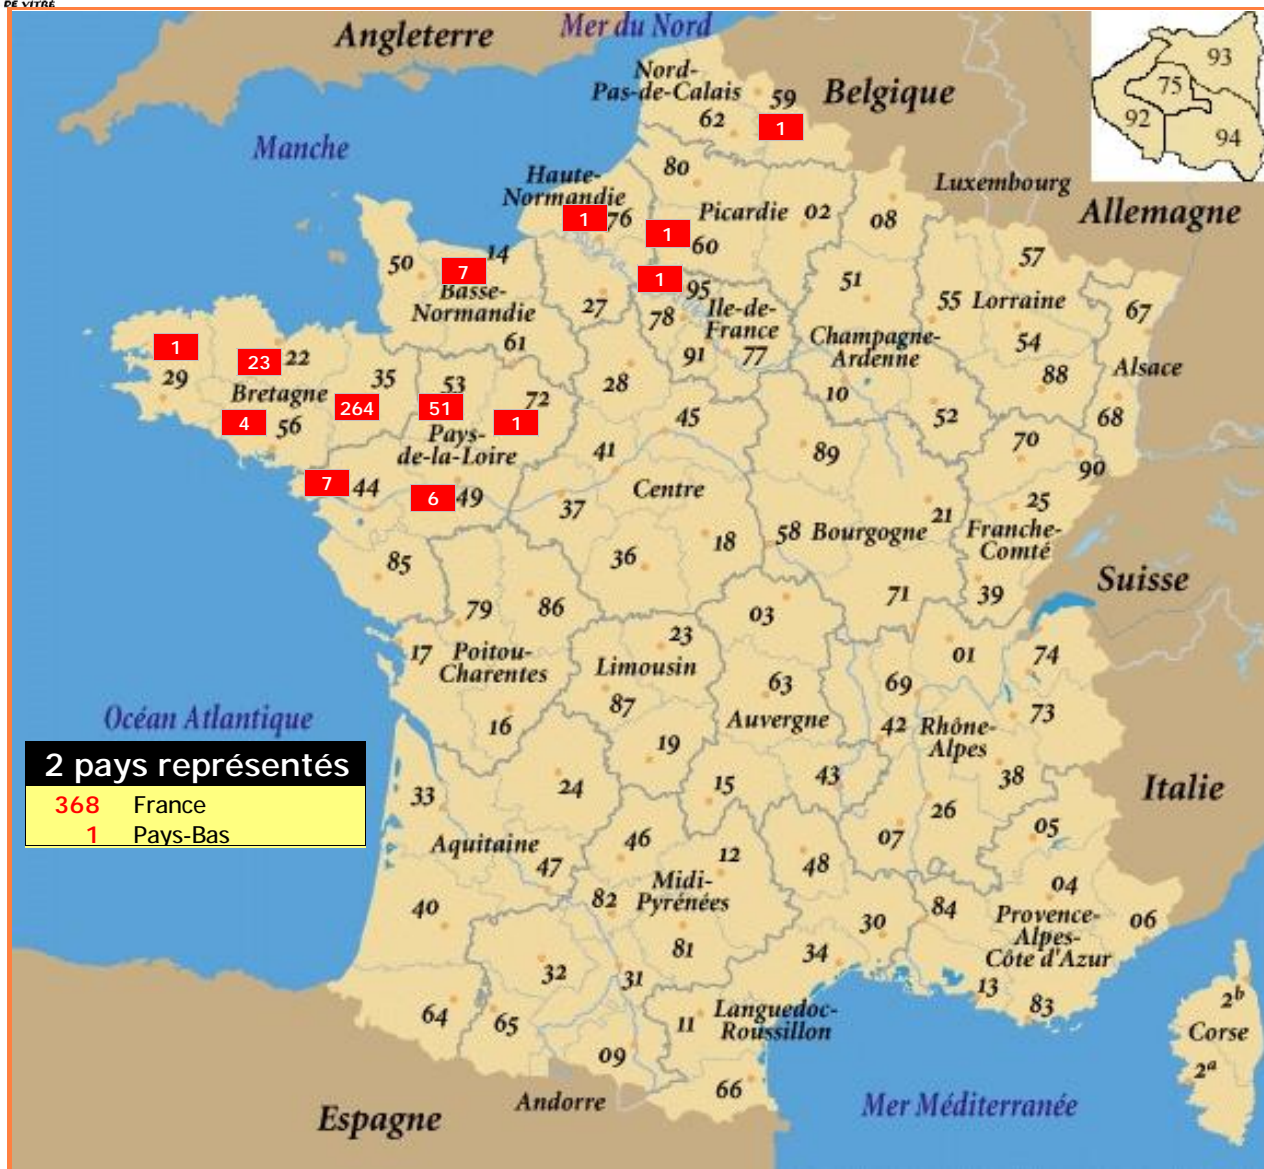 DE VITRÉ
Angleterre
Mer du Nord
Nord-
Pas-de-Calais
59
62
1
Belgique
93
75
92
94
Manche
Haute-
Normandie
1
76
80
Picardie
02
1
60
08
Luxembourg
Allemagne
50
14
7
Basse-
Normandie
61
27
1
95
78
Ile-de-
France
91
77
51
Champagne-
Ardenne
10
52
57
55
Lorraine
54
88
67
Alsace
68
1
29
23
22
Bretagne
35
264
4
56
53
51
72
1
Pays-
de-la-Loire
7
44
6
49
85
28
45
41
Centre
37
18
36
89
58
Bourgogne
21
71
70
90
25
Franche-
Comté
39
Suisse
79
86
17
Poitou-
Charentes
16
23
Limousin
87
19
03
63
Auvergne
15
43
01
74
69
42
Rhône-
Alpes
73
38
26
07
Océan Atlantique
2 pays représentés
368 France
1 Pays-Bas
Italie
33
24
Aquitaine
47
40
64
46
12
Midi-
Pyrénées
82
81
32
31
65
09
48
30
34
Languedoc-
Roussillon
11
66
05
04
84
Provence-
Alpes-
Côte d'Azur
06
13
83
2b
Corse
2a
Espagne
Andorre
Mer Méditerranée